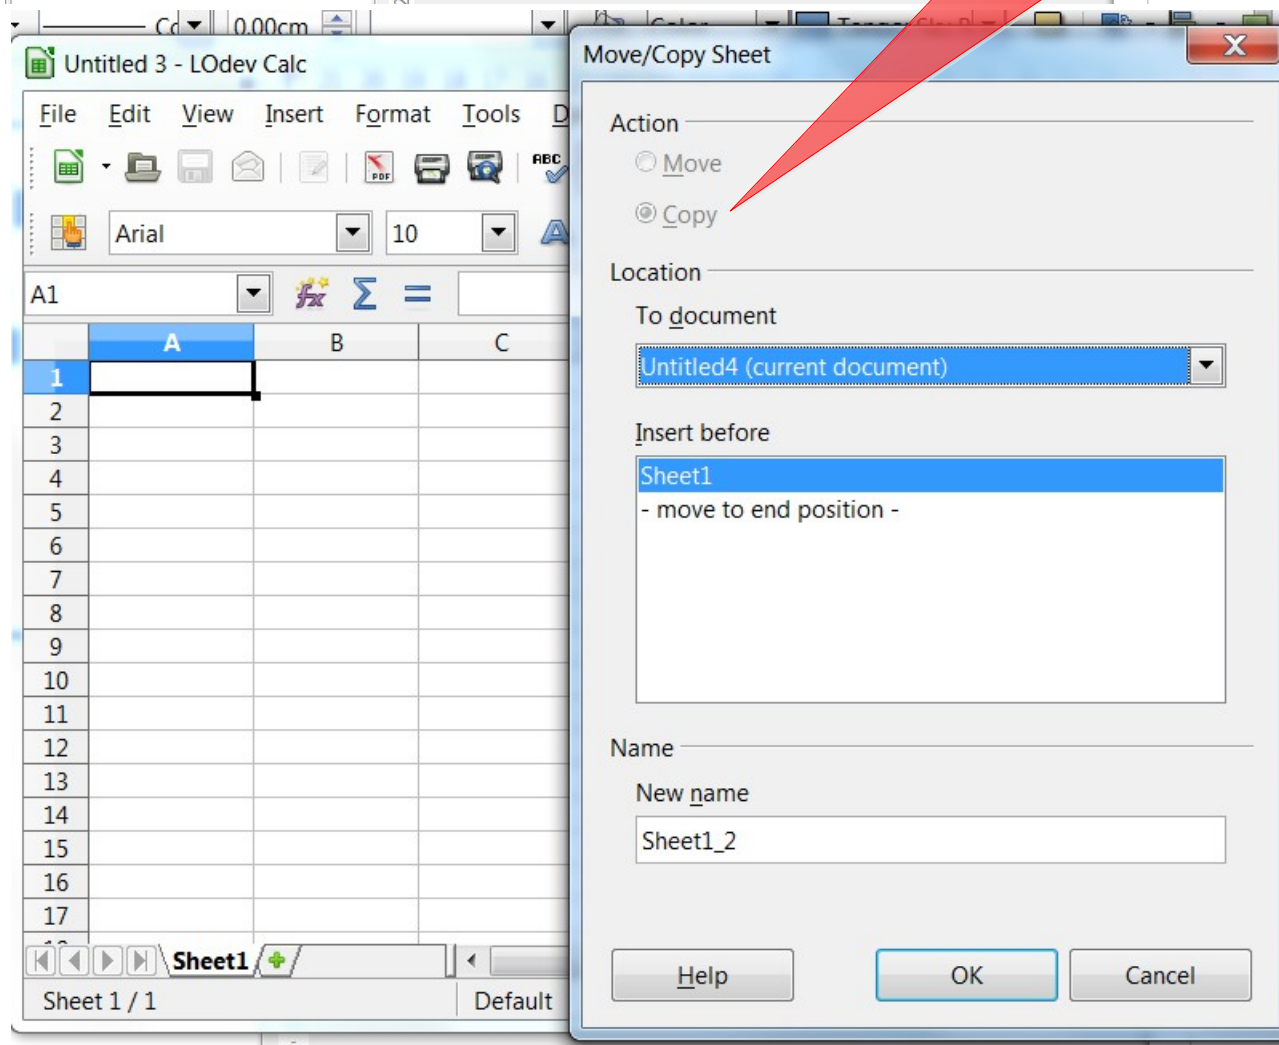 0.00cm
Untitled 3 - LOdev Calc
File Edit View Insert Format Tools D
PDF
ABC
Arial 10
A1
A B C
1
2
3
4
5
6
7
8
9
10
11
12
13
14
15
16
17
Sheet1
Sheet 1 / 1 Default
Move/Copy Sheet
X
Action
Move
Copy
Location
To document
Untitled4 (current document)
Insert before
Sheet1
- move to end position -
Name
New name
Sheet1_2
Help OK Cancel